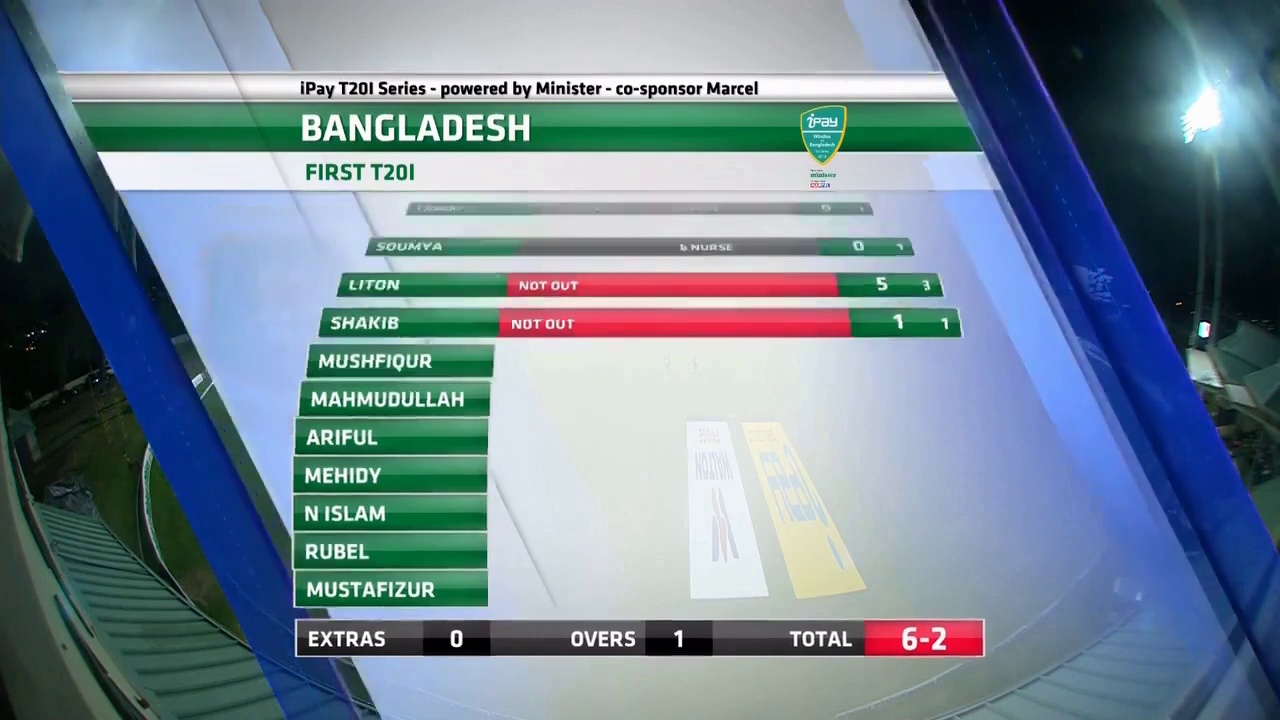 iPay T20I Series - powered by Minister - co-sponsor Marcel
BANGLADESH
iPay
FIRST T20I
minister
SOUMYA b NURSE 0 1
LITON NOT OUT 5 3
SHAKIB NOT OUT 1 1
MUSHFIQUR
MAHMUDULLAH
ARIFUL
MEHIDY
N ISLAM
RUBEL
MUSTAFIZUR
EXTRAS 0 OVERS 1 TOTAL 6-2